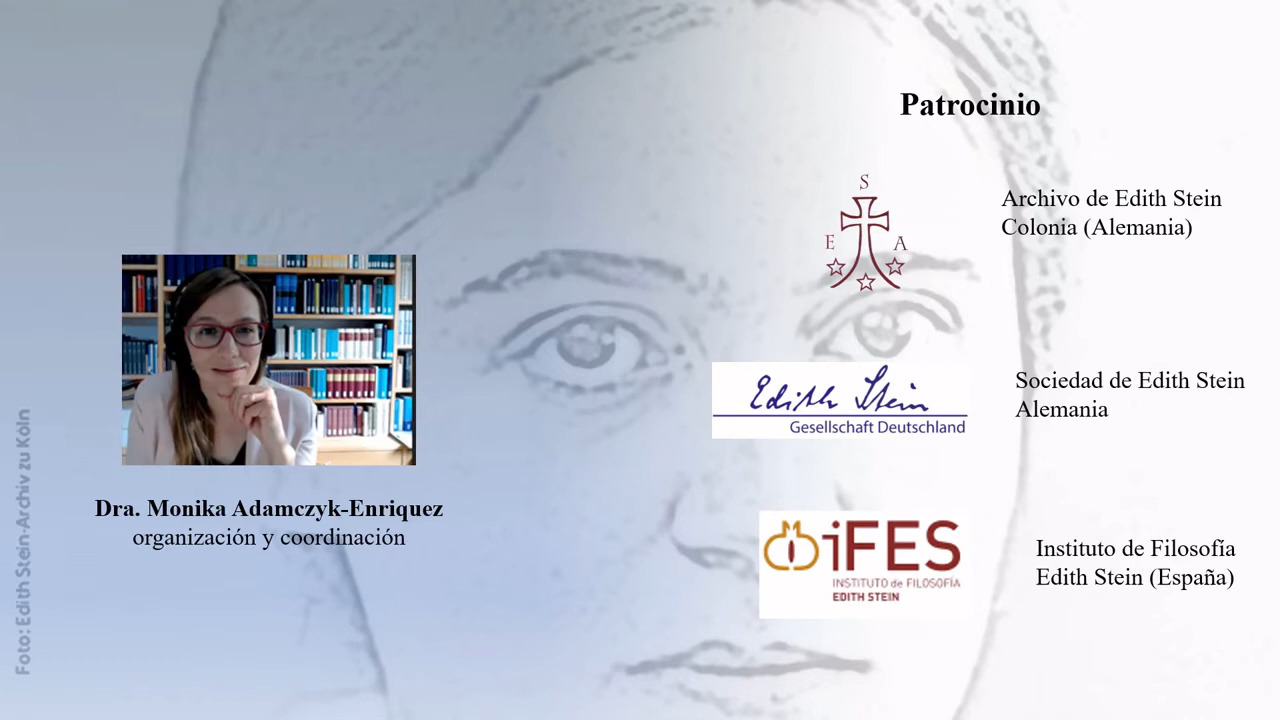 Patrocinio
S
E A
Archivo de Edith Stein
Colonia (Alemania)
Edith Stein
Gesellschaft Deutschland
Sociedad de Edith Stein
Alemania
iFES
INSTITUTO de FILOSOFÍA
EDITH STEIN
Instituto de Filosofía
Edith Stein (España)
Dra. Monika Adamczyk-Enriquez
organización y coordinación
Foto: Edith Stein-Archiv zu Köln